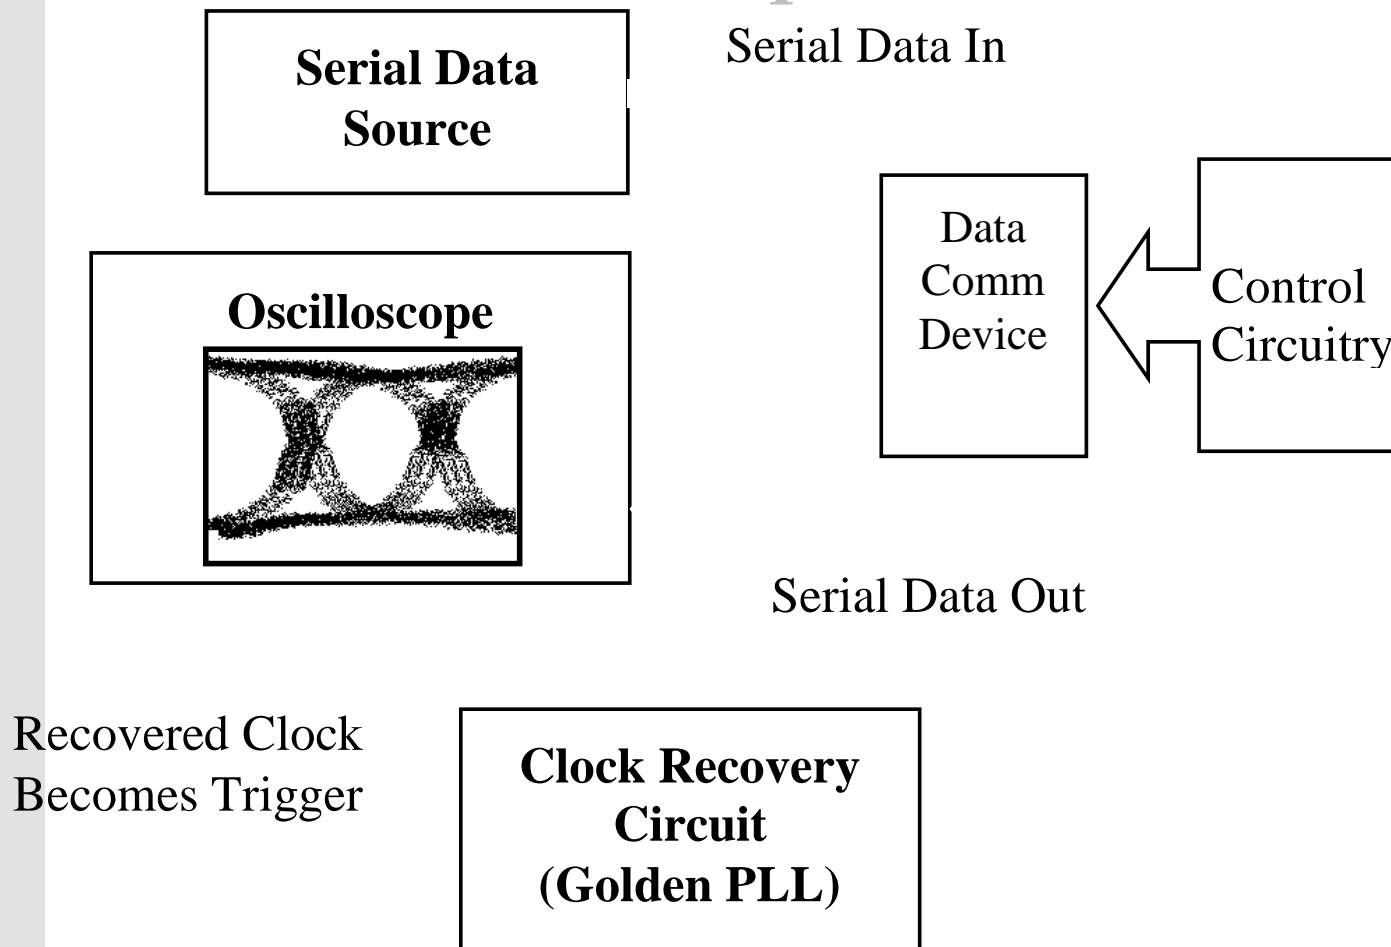 Serial Data In
Serial Data
Source
Data
Comm
Device
Control
Circuitry
Oscilloscope
Serial Data Out
Recovered Clock
Becomes Trigger
Clock Recovery
Circuit
(Golden PLL)